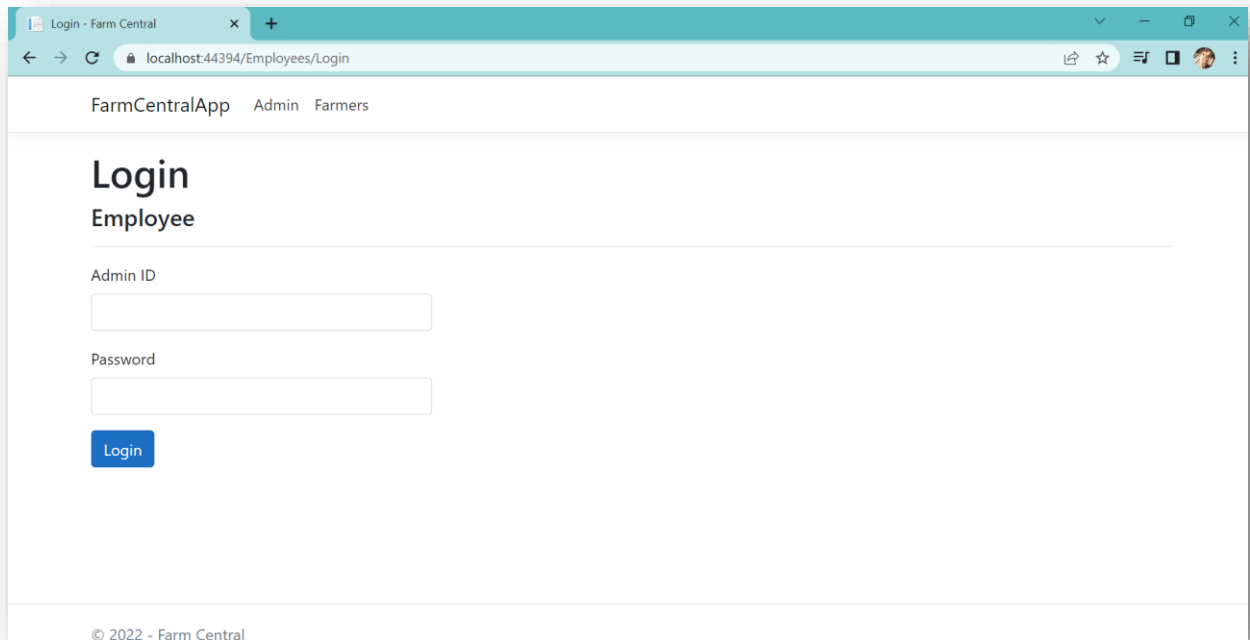 Login - Farm Central
localhost:44394/Employees/Login
FarmCentralApp Admin Farmers
Login
Employee
Admin ID
Password
Login
© 2022 - Farm Central